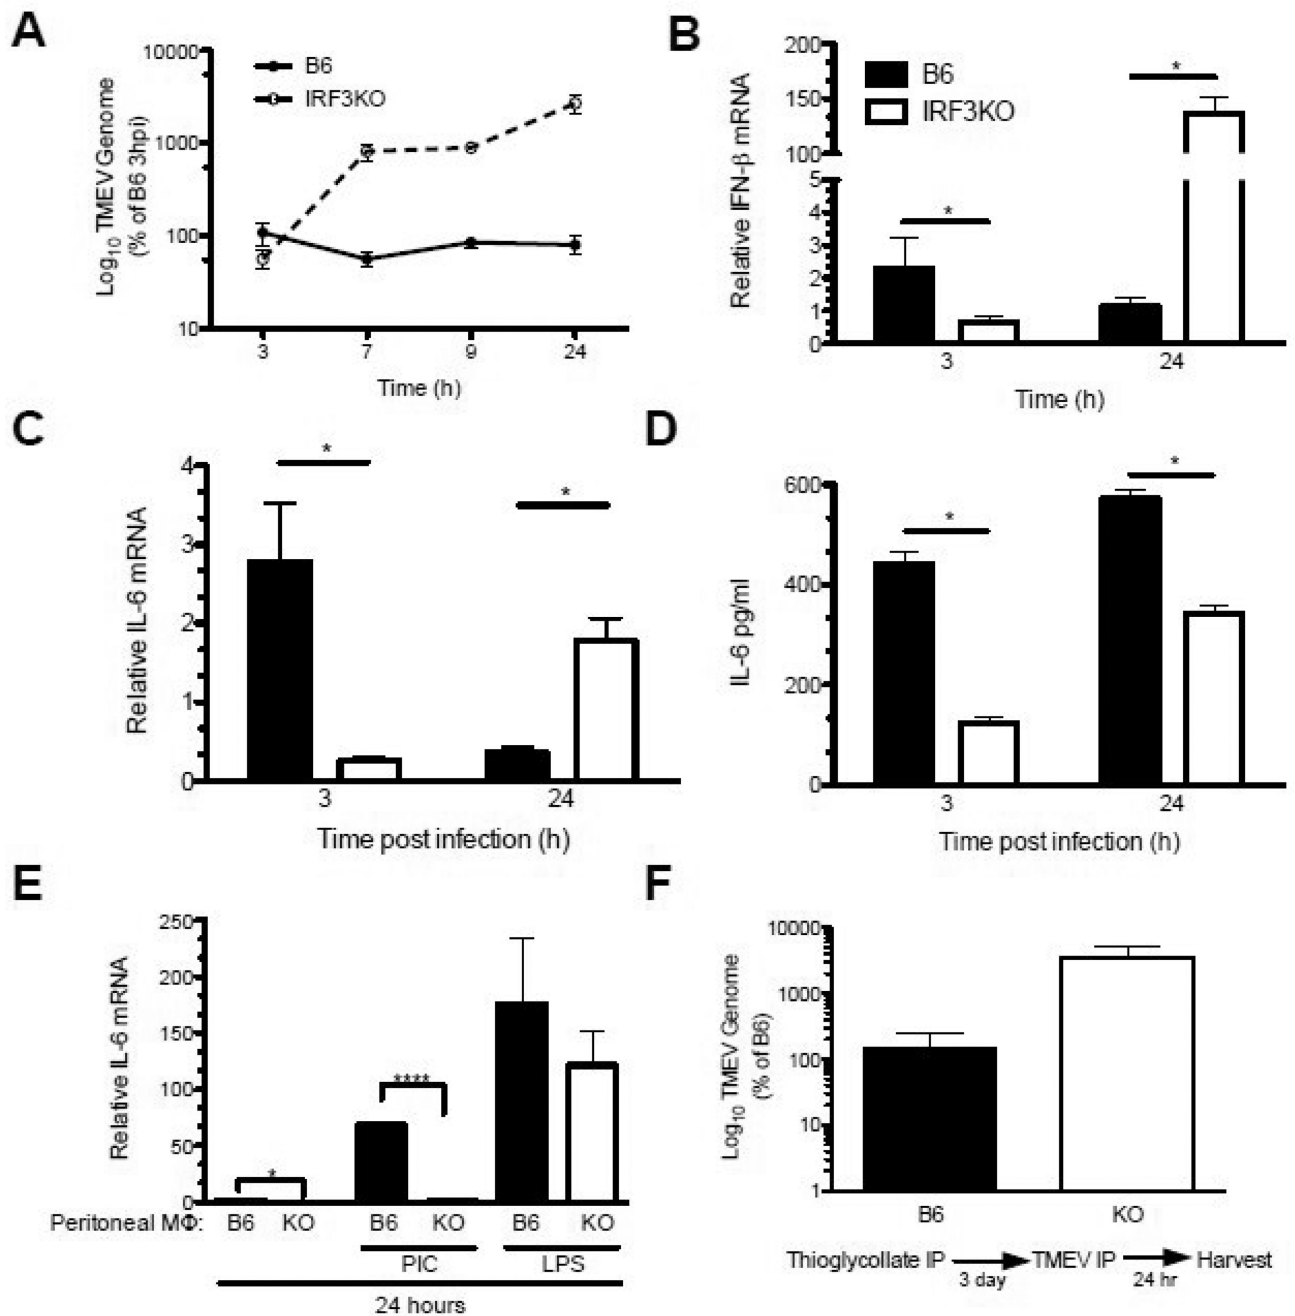 A
10000
1000
100
10
B6
IRF3KO
Log10 TMEV Genome
(% of B6 3hpi)
3 7 9 24
Time (h)
B
200
150
100
5
4
3
2
1
0
B6
IRF3KO
Relative IFN-β mRNA
*
*
3 24
Time (h)
C
4
3
2
1
0
Relative IL-6 mRNA
*
*
3 24
Time post infection (h)
D
600
400
200
0
IL-6 pg/ml
*
*
3 24
Time post infection (h)
E
250
200
150
100
50
0
Relative IL-6 mRNA
*
****
Peritoneal MΦ: B6 KO B6 KO B6 KO
PIC LPS
24 hours
F
10000
1000
100
10
1
Log10 TMEV Genome
(% of B6)
B6 KO
Thioglycollate IP TMEV IP Harvest
3 day 24 hr